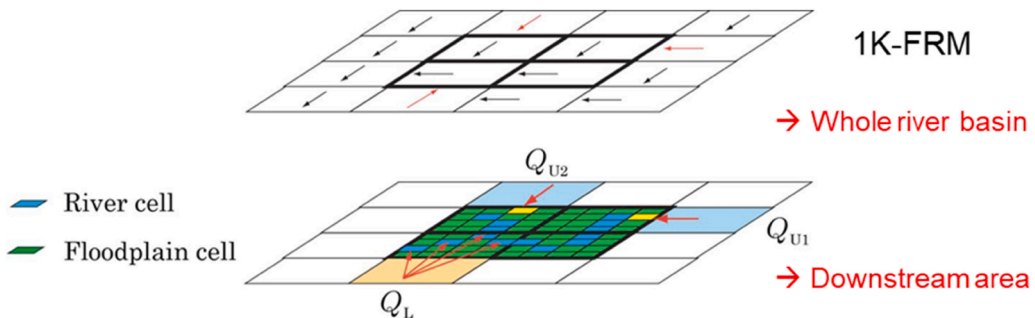 1K-FRM
→ Whole river basin
Q_U2
River cell
Floodplain cell
Q_U1
→ Downstream area
Q_L